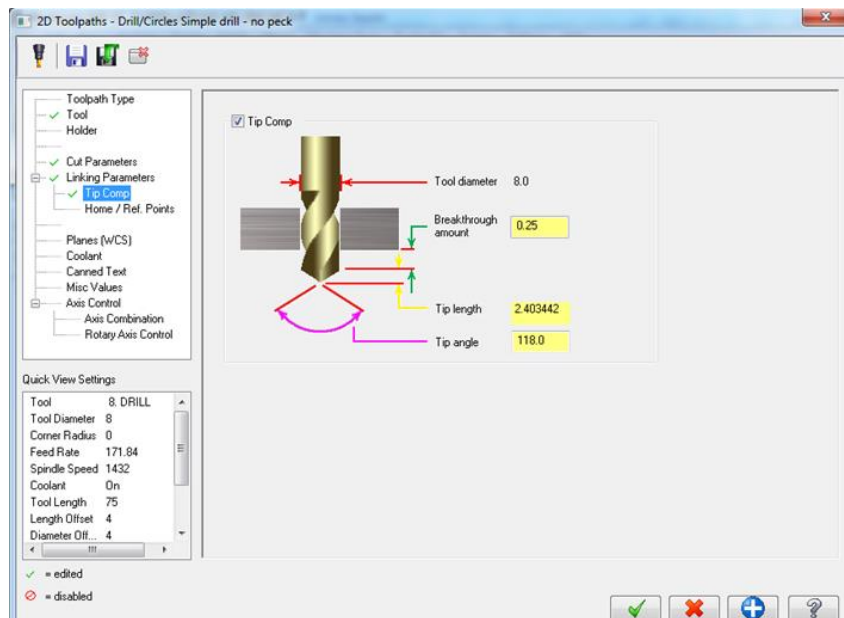 2D Toolpaths - Drill/Circles Simple drill - no peck
Toolpath Type
Tool
Holder
Cut Parameters
Linking Parameters
Tip Comp
Home / Ref. Points
Planes (WCS)
Coolant
Canned Text
Misc Values
Axis Control
Axis Combination
Rotary Axis Control
Tip Comp
Tool diameter 8.0
Breakthrough
amount 0.25
Tip length 2.403442
Tip angle 118.0
Quick View Settings
Tool 8. DRILL
Tool Diameter 8
Corner Radius 0
Feed Rate 171.84
Spindle Speed 1432
Coolant On
Tool Length 75
Length Offset 4
Diameter Off... 4
= edited
= disabled